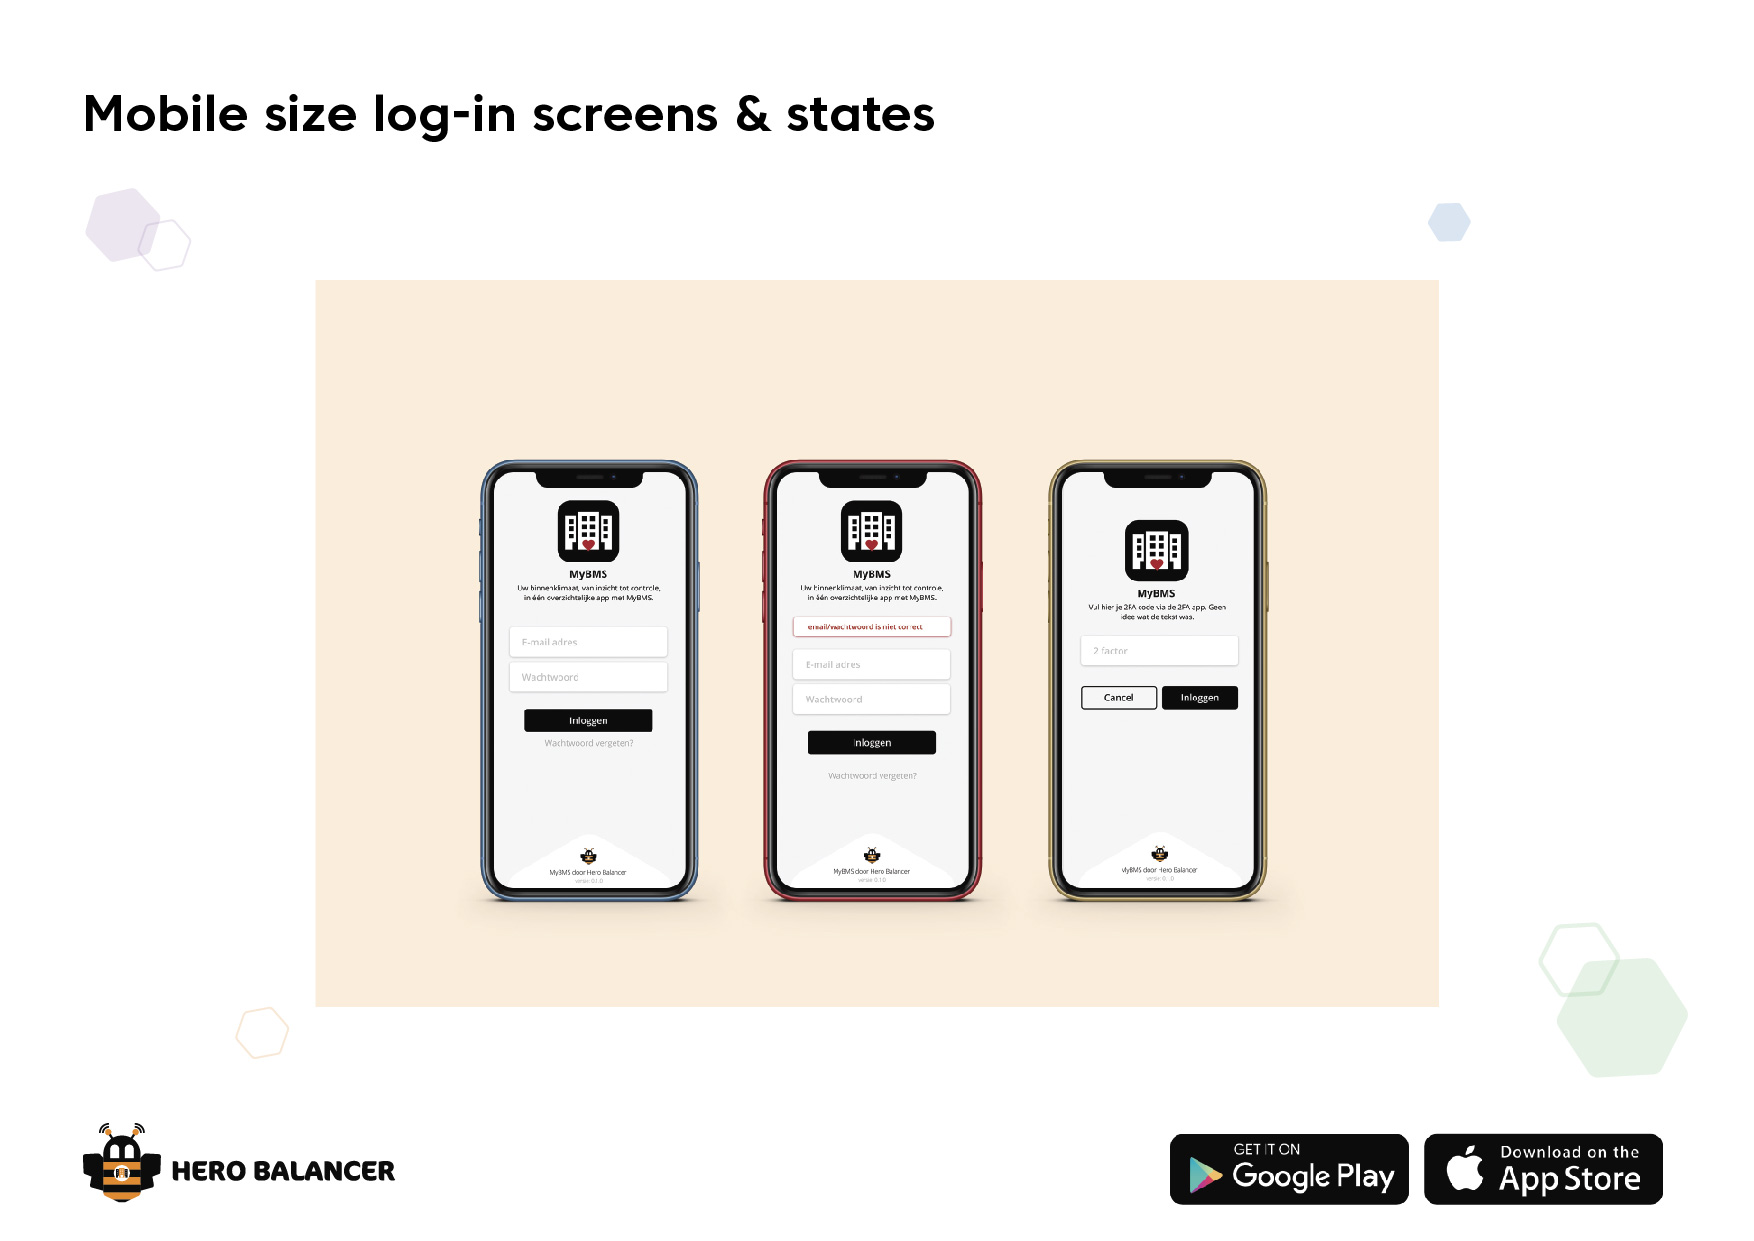 Mobile size log-in screens & states
MyBMS
Uw binnenklimaat, van inzicht tot controle,
in één overzichtelijke app met MyBMS.
E-mail adres
Wachtwoord
Inloggen
Wachtwoord vergeten?
MyBMS door Hero Balancer
versie 0.1.0
MyBMS
Uw binnenklimaat, van inzicht tot controle,
in één overzichtelijke app met MyBMS.
email/wachtwoord is niet correct
E-mail adres
Wachtwoord
Inloggen
Wachtwoord vergeten?
MyBMS door Hero Balancer
versie 0.1.0
MyBMS
Vul hier je 2FA code via de 2FA app. Geen
idee wat de tekst was.
2 factor
Cancel
Inloggen
MyBMS door Hero Balancer
HERO BALANCER
GET IT ON
Google Play
Download on the
App Store